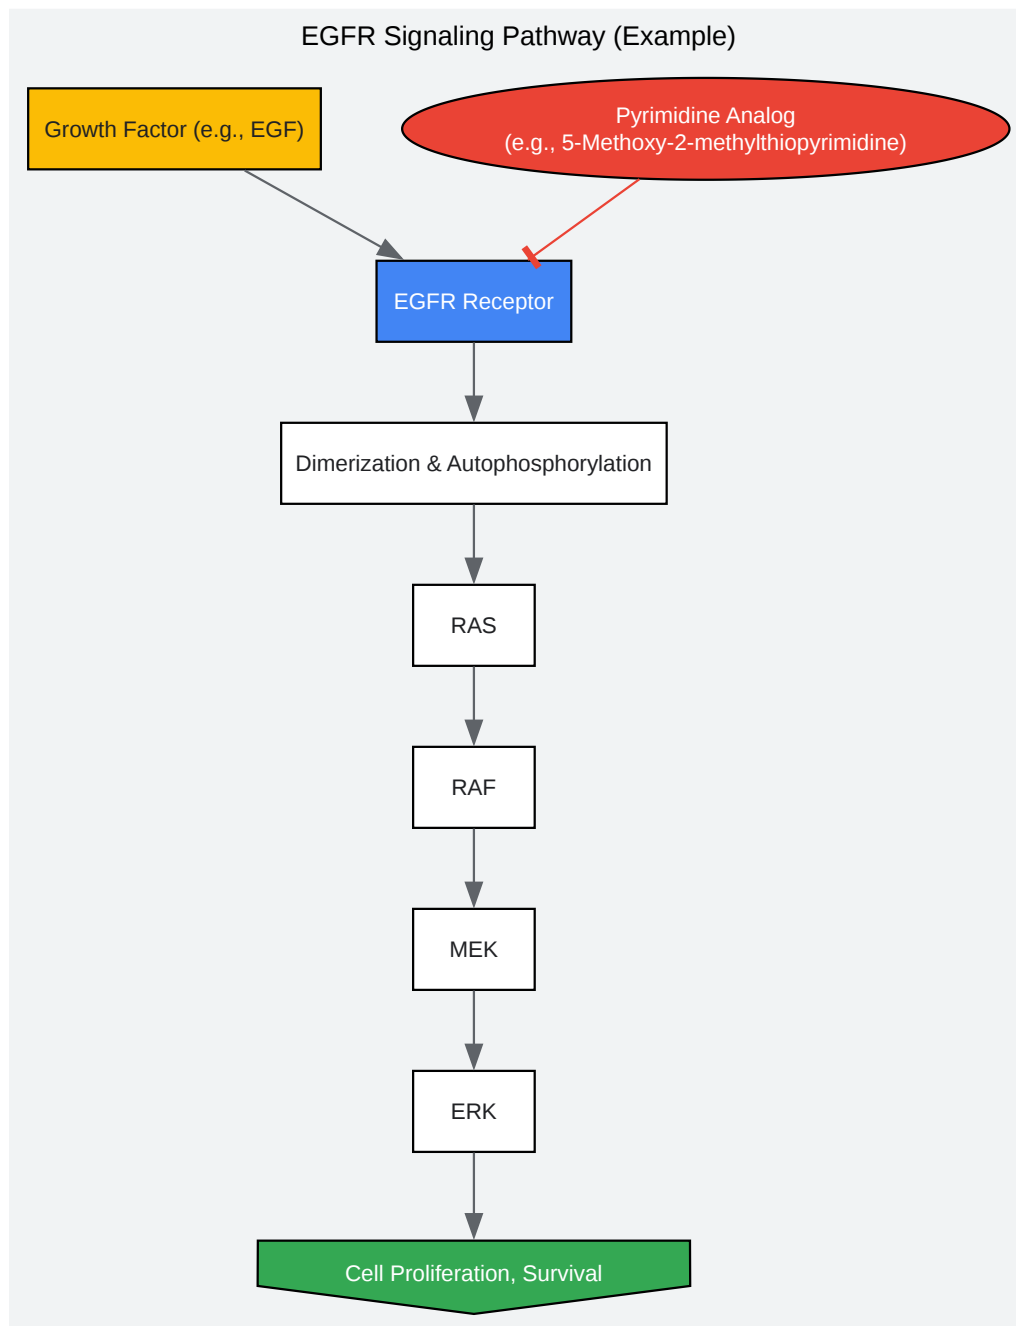 EGFR Signaling Pathway (Example)
Growth Factor (e.g., EGF)
Pyrimidine Analog
(e.g., 5-Methoxy-2-methylthiopyrimidine)
EGFR Receptor
Dimerization & Autophosphorylation
RAS
RAF
MEK
ERK
Cell Proliferation, Survival